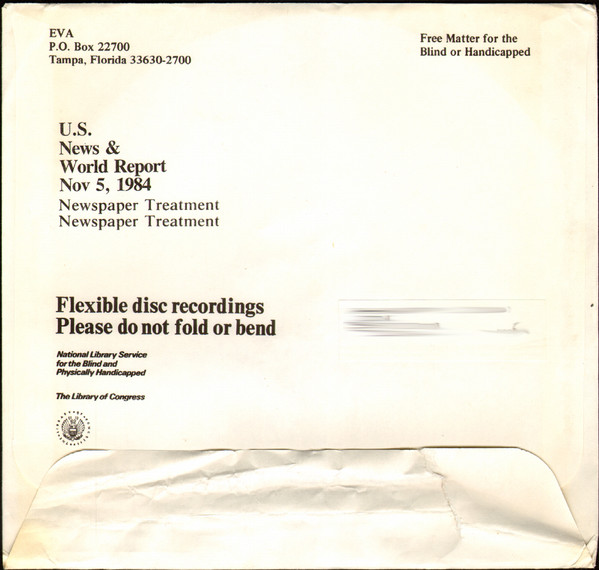 EVA
P.O. Box 22700
Tampa, Florida 33630-2700
Free Matter for the
Blind or Handicapped
U.S.
News &
World Report
Nov 5, 1984
Newspaper Treatment
Newspaper Treatment
Flexible disc recordings
Please do not fold or bend
National Library Service
for the Blind and
Physically Handicapped
The Library of Congress